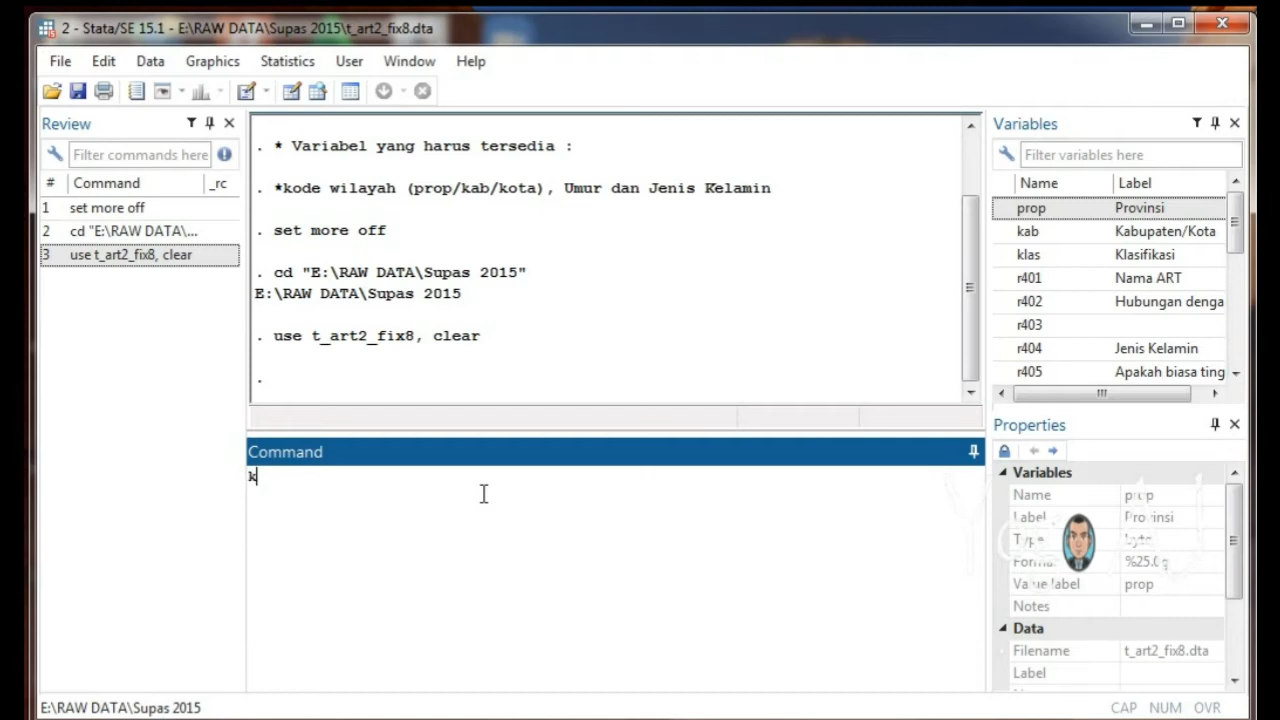 2 - Stata/SE 15.1 - E:\RAW DATA\Supas 2015\t_art2_fix8.dta
File Edit Data Graphics Statistics User Window Help
Review
Filter commands here
# Command _rc
1 set more off
2 cd "E:\RAW DATA\...
3 use t_art2_fix8, clear
. * Variabel yang harus tersedia :
. *kode wilayah (prop/kab/kota), Umur dan Jenis Kelamin
. set more off
. cd "E:\RAW DATA\Supas 2015"
E:\RAW DATA\Supas 2015
. use t_art2_fix8, clear
.
Command
k
Variables
Filter variables here
Name Label
prop Provinsi
kab Kabupaten/Kota
klas Klasifikasi
r401 Nama ART
r402 Hubungan denga
r403
r404 Jenis Kelamin
r405 Apakah biasa ting
Properties
Variables
Name prop
Label Provinsi
Type byte
Value label prop
Notes
Data
Filename t_art2_fix8.dta
Label
E:\RAW DATA\Supas 2015
CAP NUM OVR